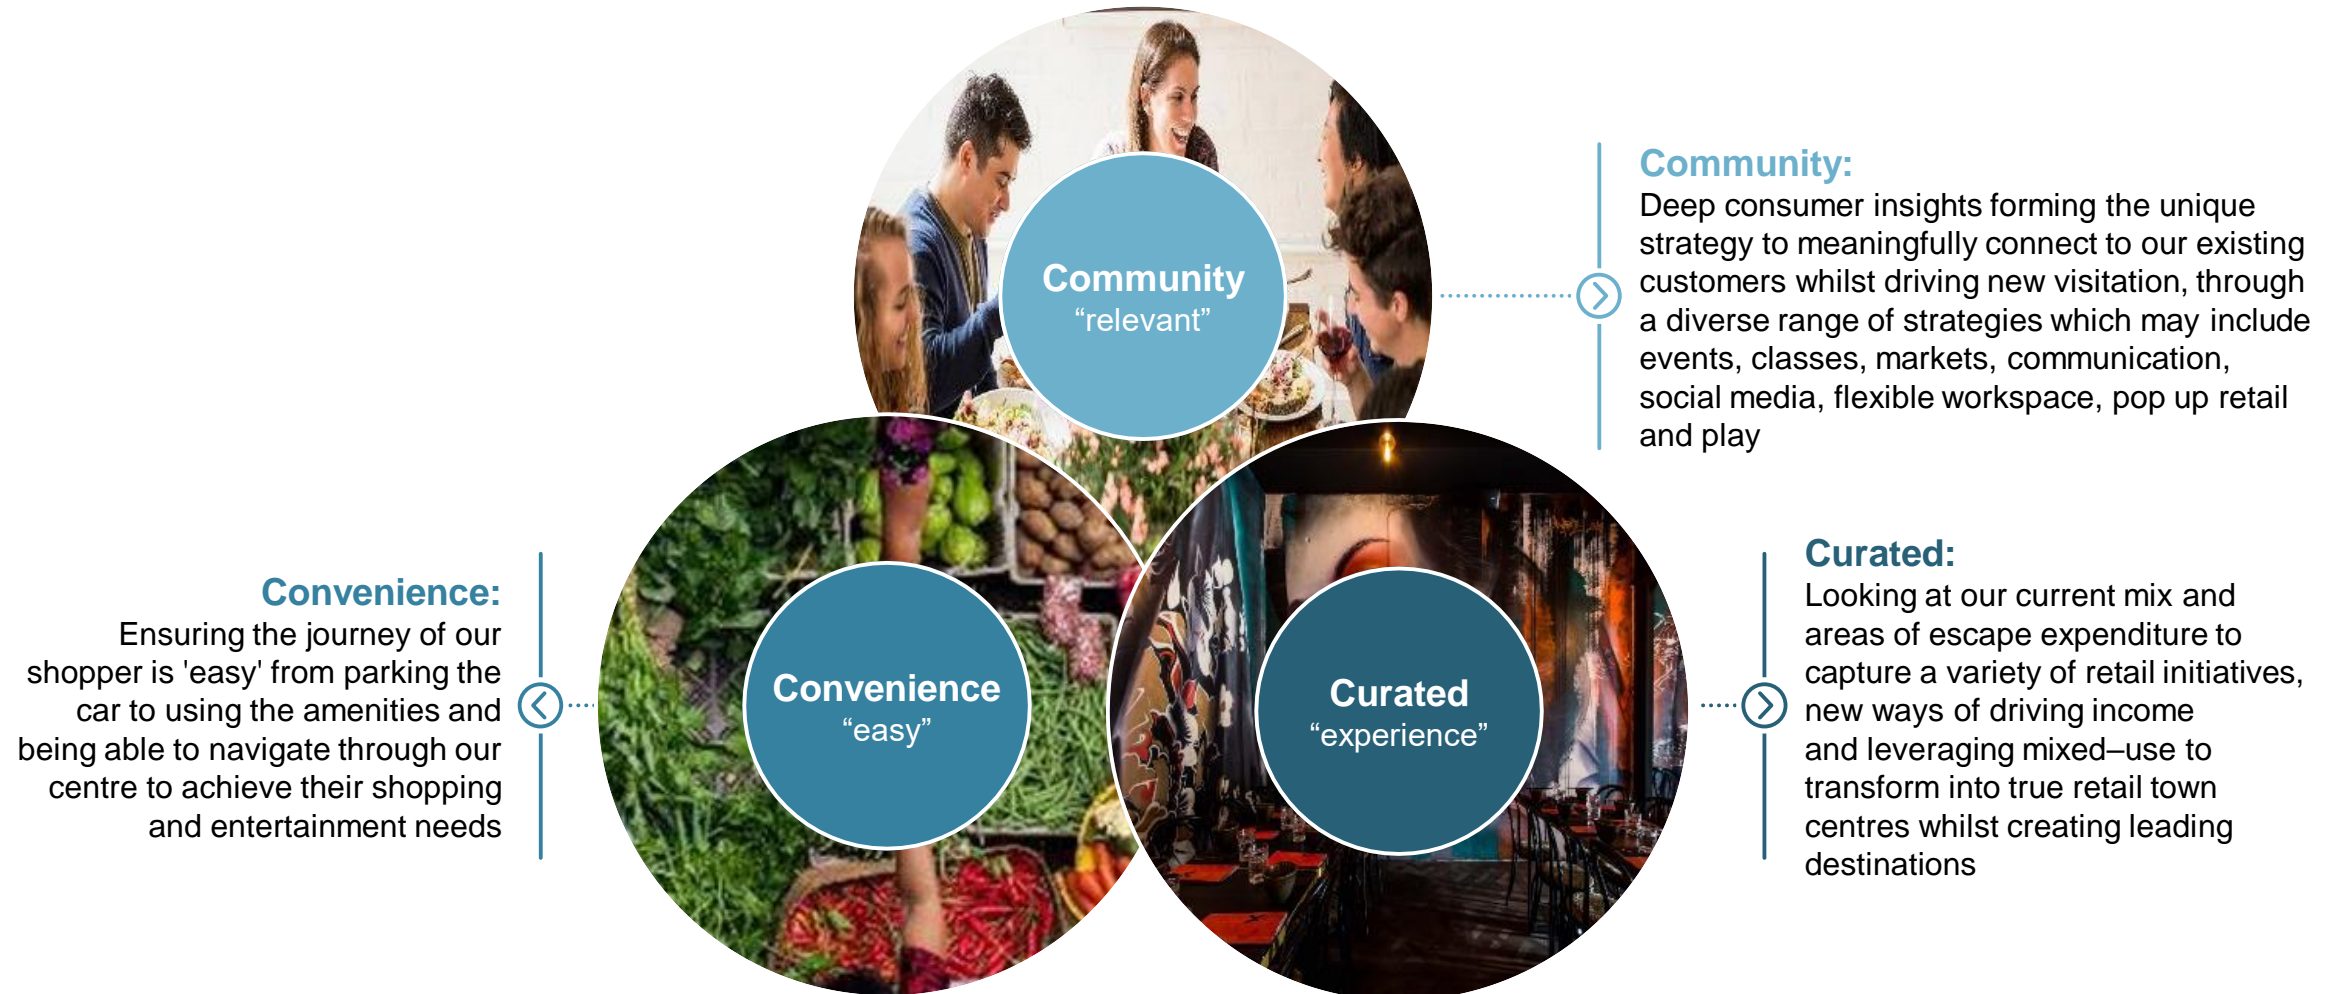 Community
“relevant”
Community:
Deep consumer insights forming the unique
strategy to meaningfully connect to our existing
customers whilst driving new visitation, through
a diverse range of strategies which may include
events, classes, markets, communication,
social media, flexible workspace, pop up retail
and play
Convenience:
Ensuring the journey of our
shopper is 'easy' from parking the
car to using the amenities and
being able to navigate through our
centre to achieve their shopping
and entertainment needs
Convenience
“easy”
Curated
“experience”
Curated:
Looking at our current mix and
areas of escape expenditure to
capture a variety of retail initiatives,
new ways of driving income
and leveraging mixed–use to
transform into true retail town
centres whilst creating leading
destinations